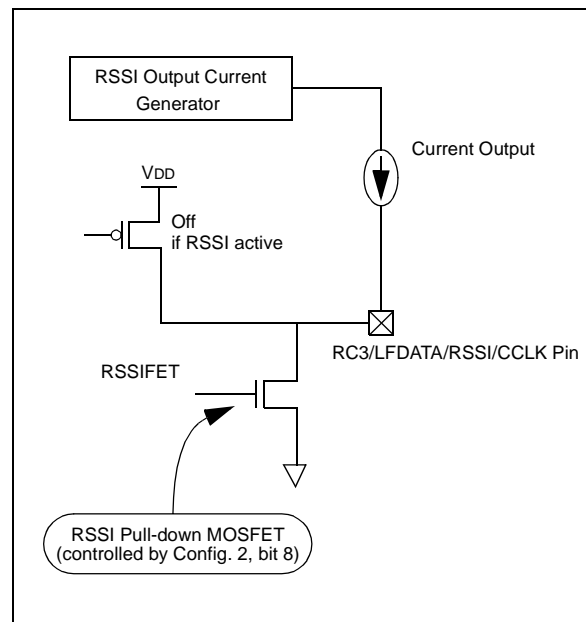 RSSI Output Current
Generator
Current Output
VDD
Off
if RSSI active
RC3/LFDATA/RSSI/CCLK Pin
RSSIFET
RSSI Pull-down MOSFET
(controlled by Config. 2, bit 8)